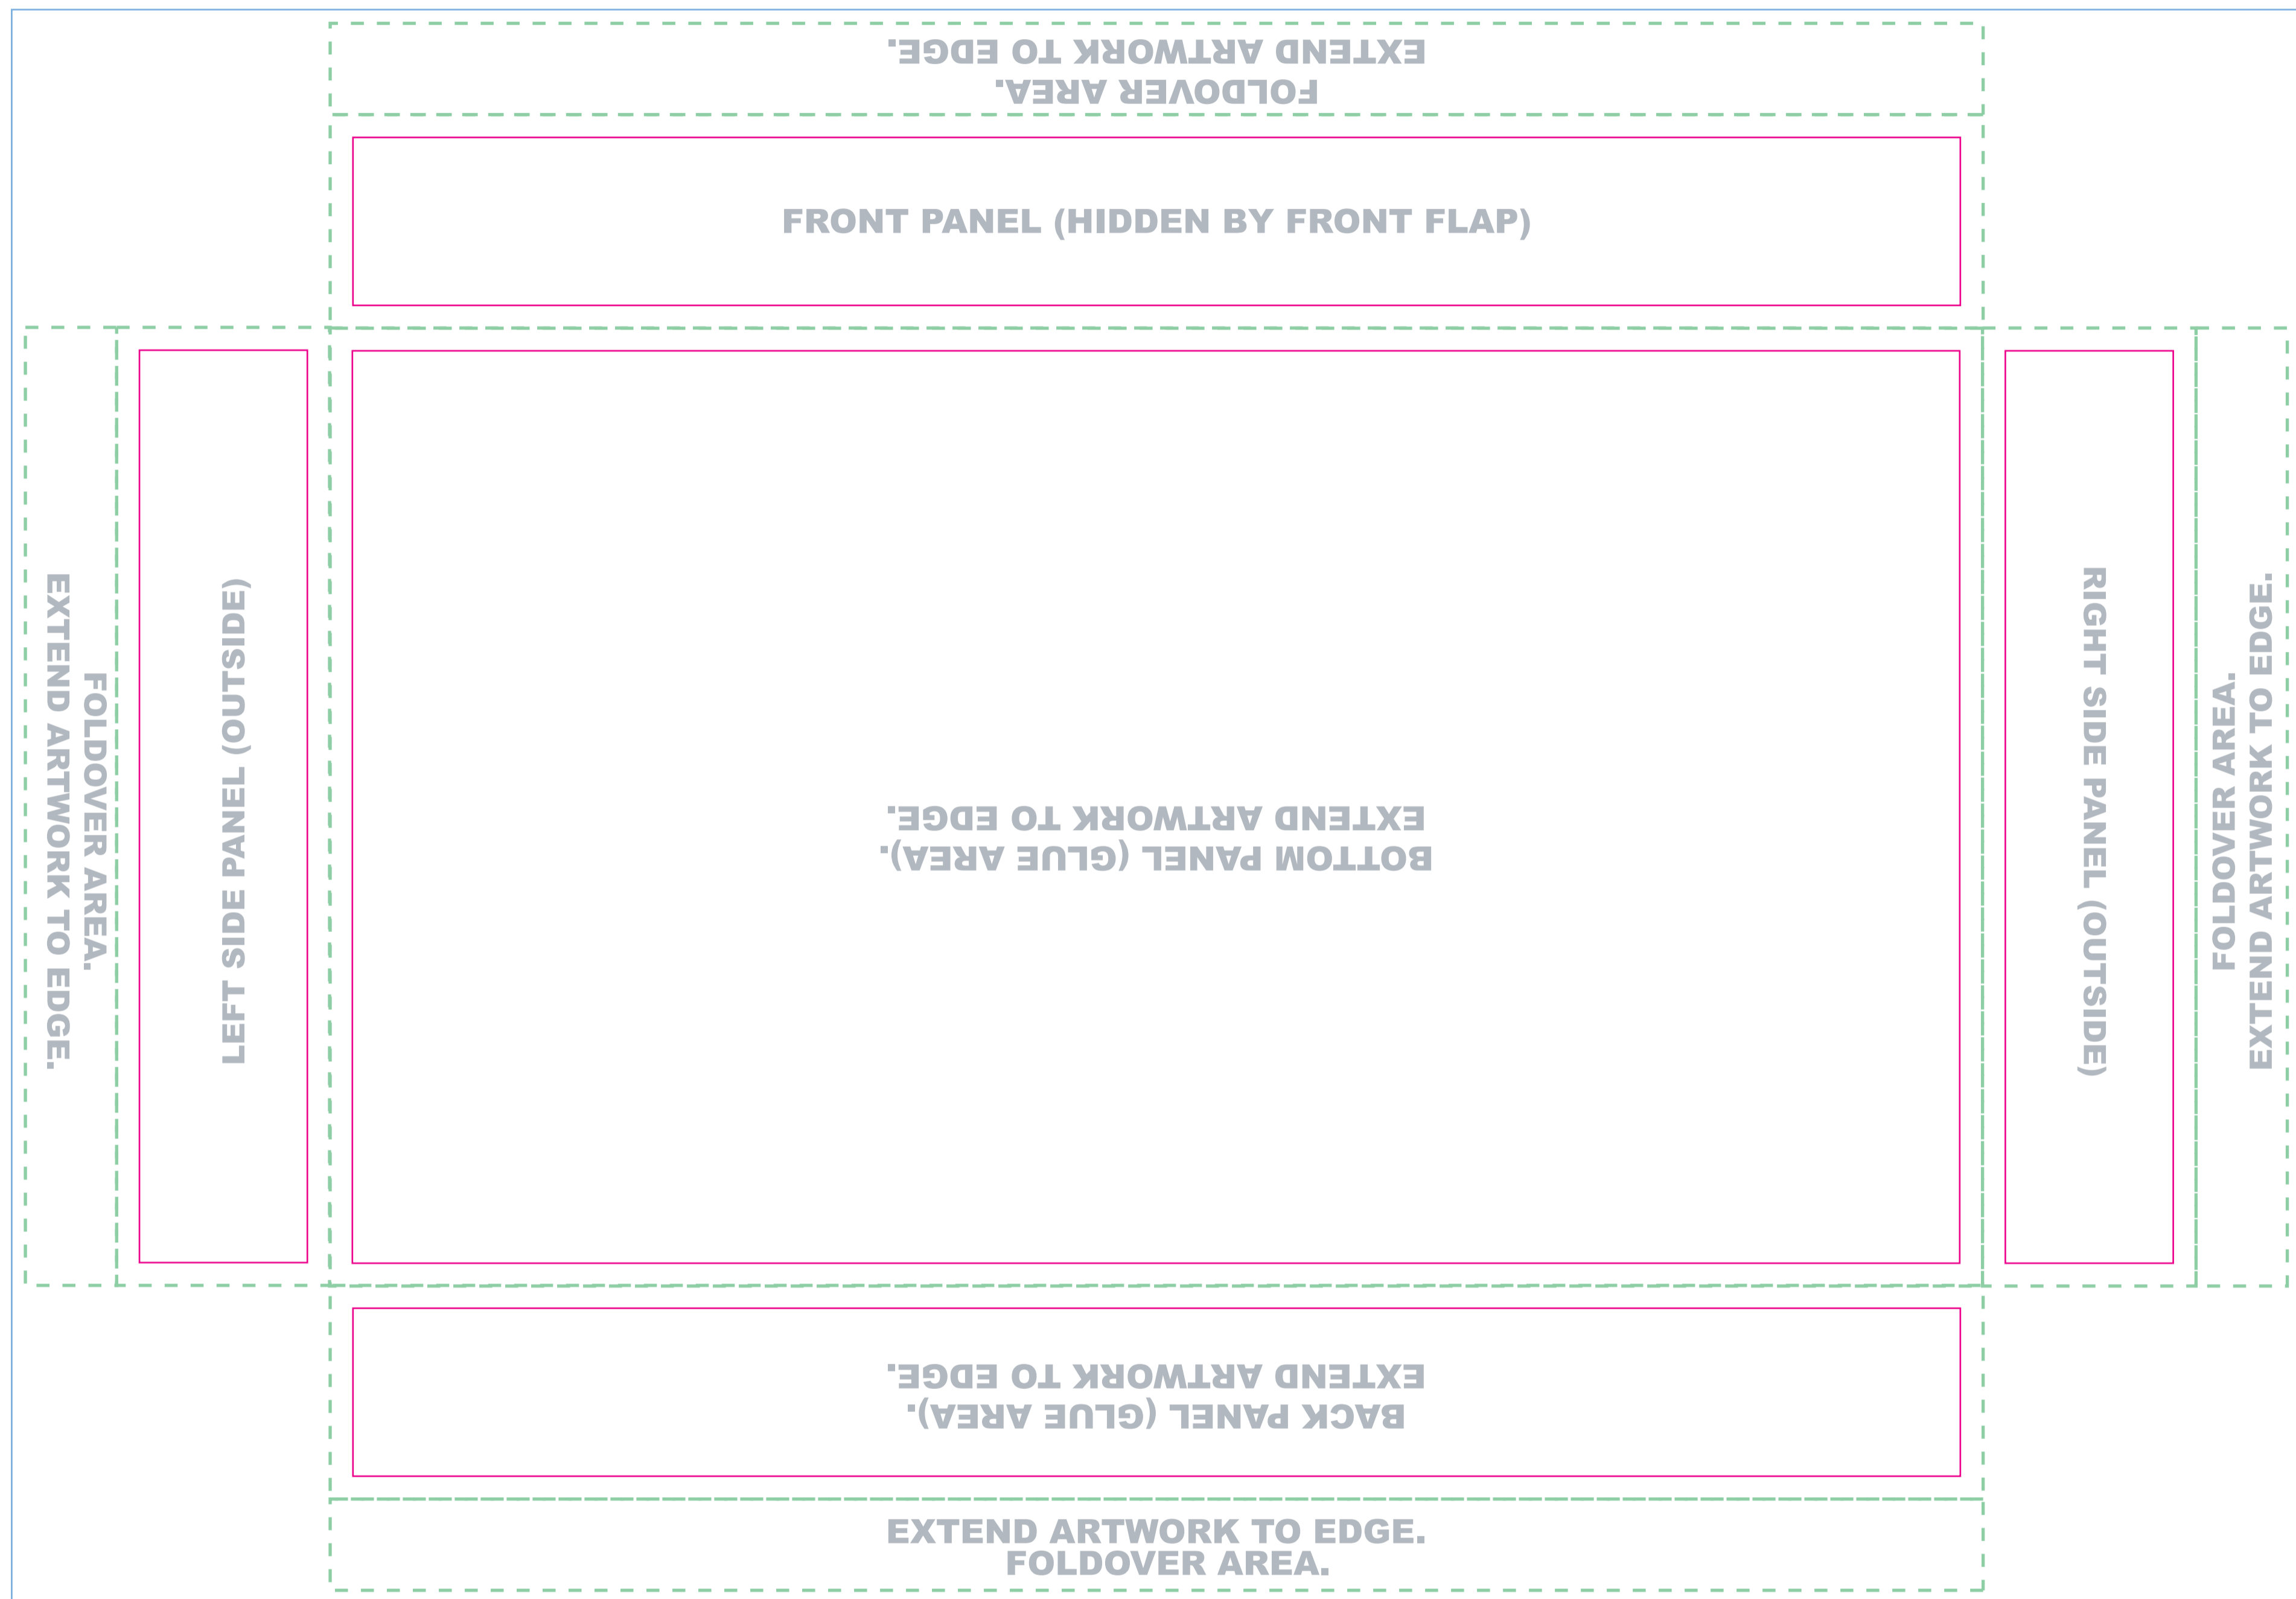 FOLDOVER AREA.
EXTEND ARTWORK TO EDGE.
FRONT PANEL (HIDDEN BY FRONT FLAP)
FOLDOVER AREA.
EXTEND ARTWORK TO EDGE.
LEFT SIDE PANEL (OUTSIDE)
BOTTOM PANEL (GLUE AREA).
EXTEND ARTWORK TO EDGE.
RIGHT SIDE PANEL (OUTSIDE)
FOLDOVER AREA.
EXTEND ARTWORK TO EDGE.
BACK PANEL (GLUE AREA).
EXTEND ARTWORK TO EDGE.
EXTEND ARTWORK TO EDGE.
FOLDOVER AREA.